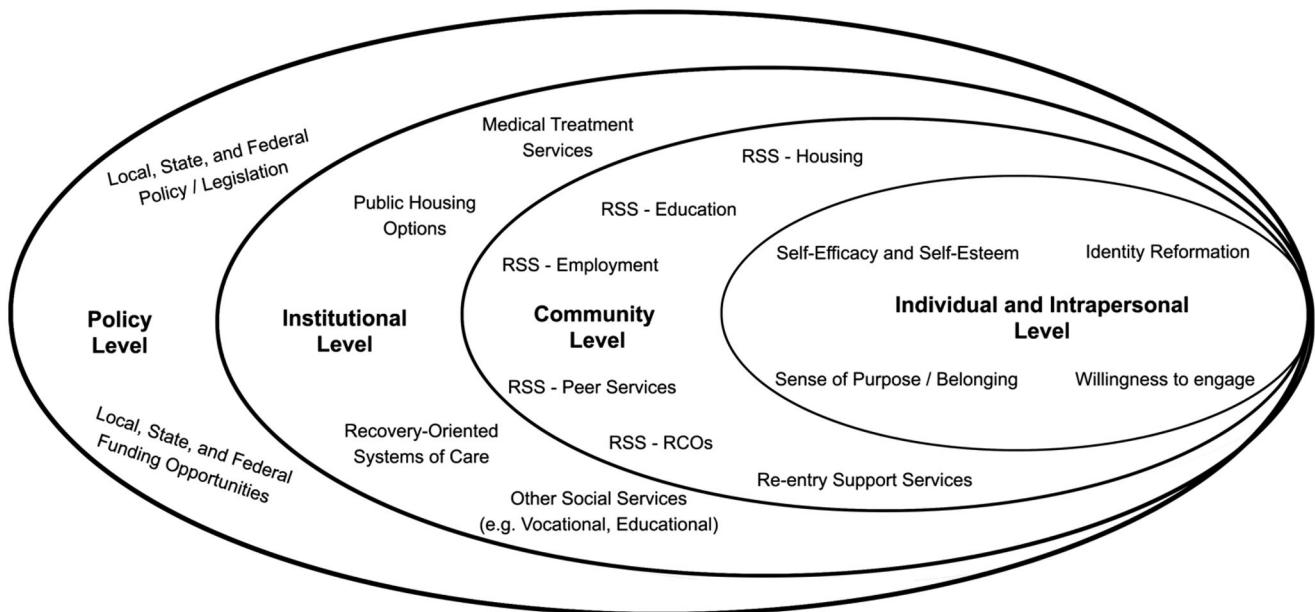 Local, State, and Federal
Policy / Legislation
Policy
Level
Local, State, and Federal
Funding Opportunities
Medical Treatment
Services
Public Housing
Options
Institutional
Level
Recovery-Oriented
Systems of Care
Other Social Services
(e.g. Vocational, Educational)
RSS - Housing
RSS - Education
RSS - Employment
Community
Level
RSS - Peer Services
RSS - RCOs
Re-entry Support Services
Self-Efficacy and Self-Esteem
Identity Reformation
Individual and Intrapersonal
Level
Sense of Purpose / Belonging
Willingness to engage